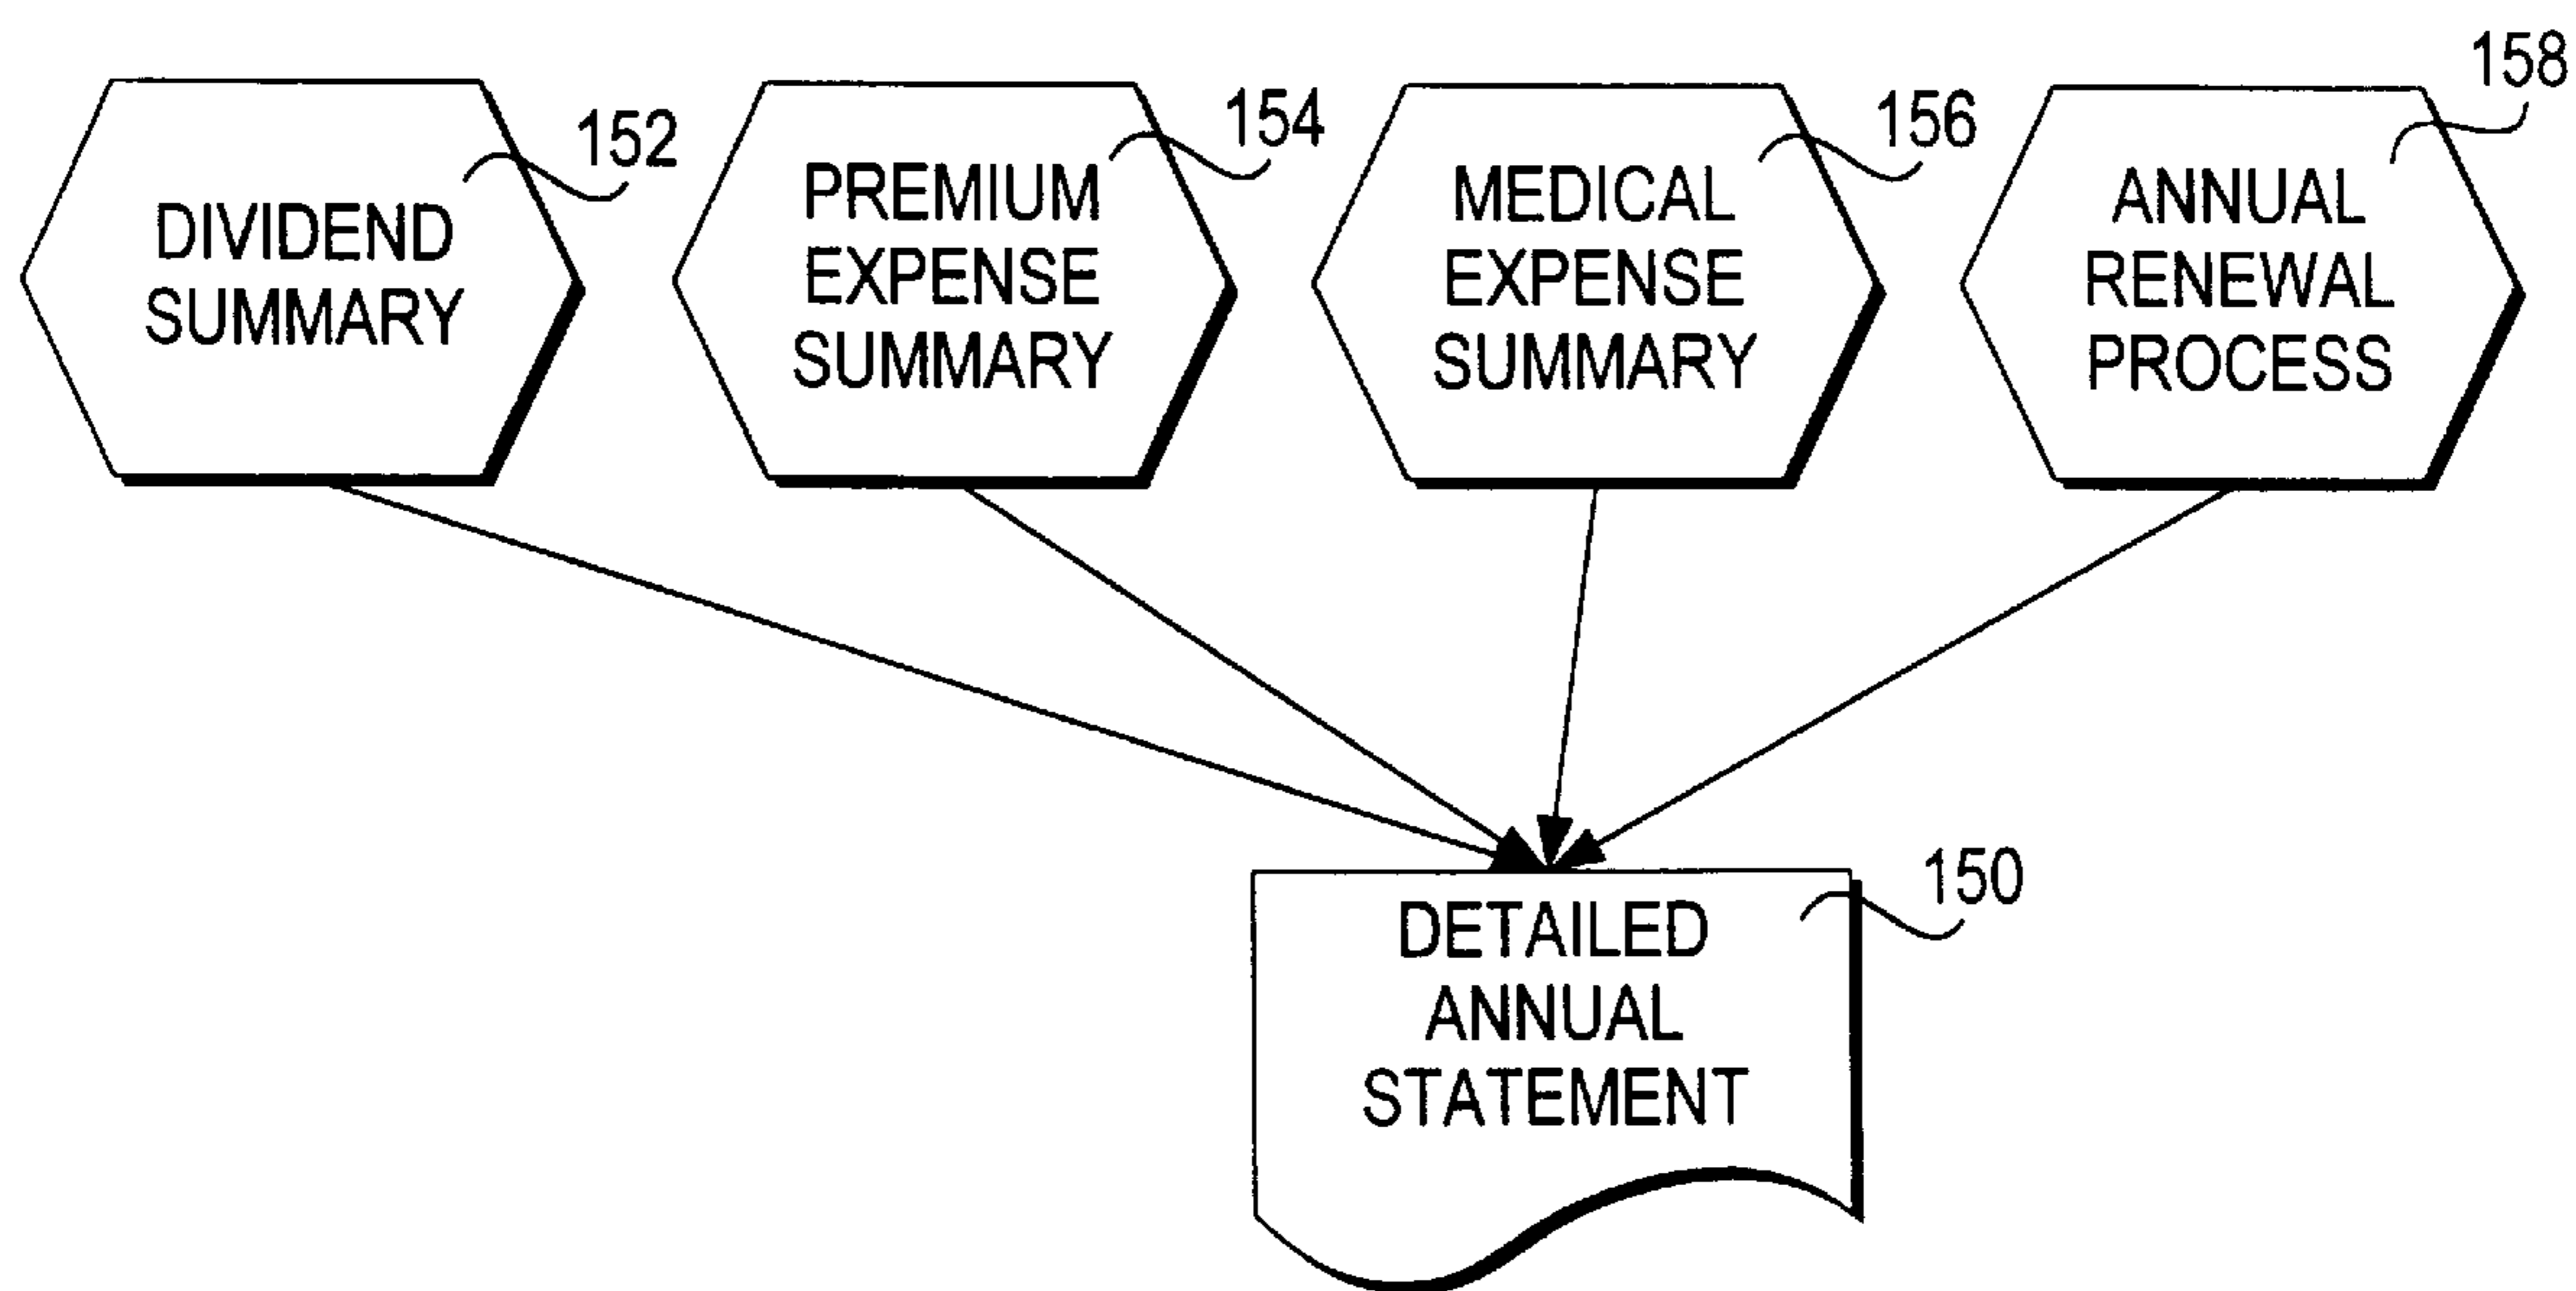 152
DIVIDEND
SUMMARY
154
PREMIUM
EXPENSE
SUMMARY
156
MEDICAL
EXPENSE
SUMMARY
158
ANNUAL
RENEWAL
PROCESS
150
DETAILED
ANNUAL
STATEMENT